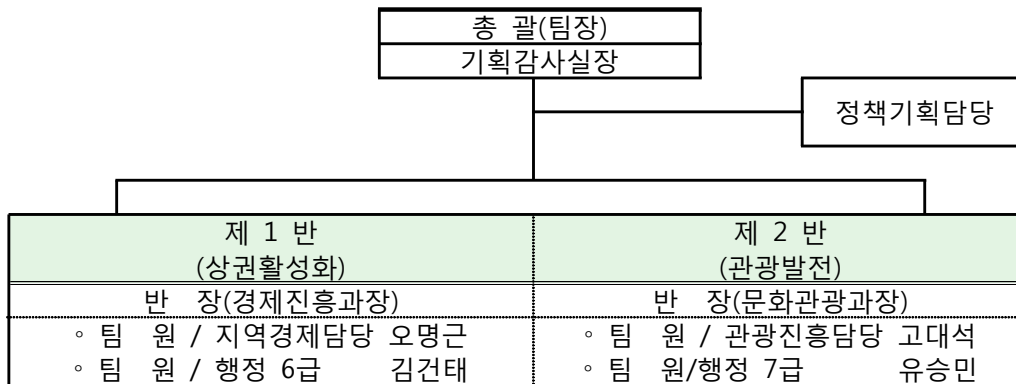 총 괄(팀장)
기획감사실장
정책기획담당
제 1 반
(상권활성화)
반 장(경제진흥과장)
◦ 팀 원 / 지역경제담당 오명근
◦ 팀 원 / 행정 6급 김건태
제 2 반
(관광발전)
반 장(문화관광과장)
◦ 팀 원 / 관광진흥담당 고대석
◦ 팀 원/행정 7급 유승민